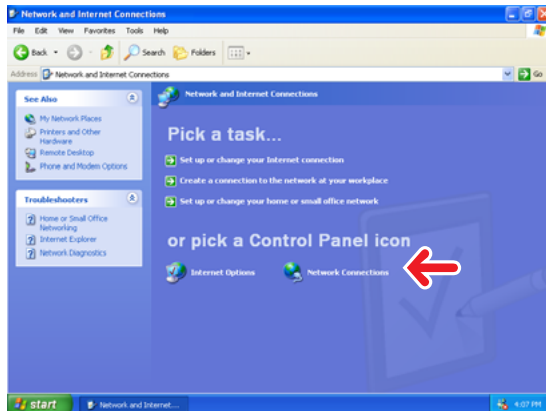 Network and Internet Connections
File Edit View Favorites Tools Help
Back Search Folders
Address Network and Internet Connections Go
See Also
My Network Places
Printers and Other
Hardware
Remote Desktop
Phone and Modem Options
Troubleshooters
Home or Small Office
Networking
Internet Explorer
Network Diagnostics
Network and Internet Connections
Pick a task...
Set up or change your Internet connection
Create a connection to the network at your workplace
Set up or change your home or small office network
or pick a Control Panel icon
Internet Options Network Connections
start Network and Internet... 4:07 PM